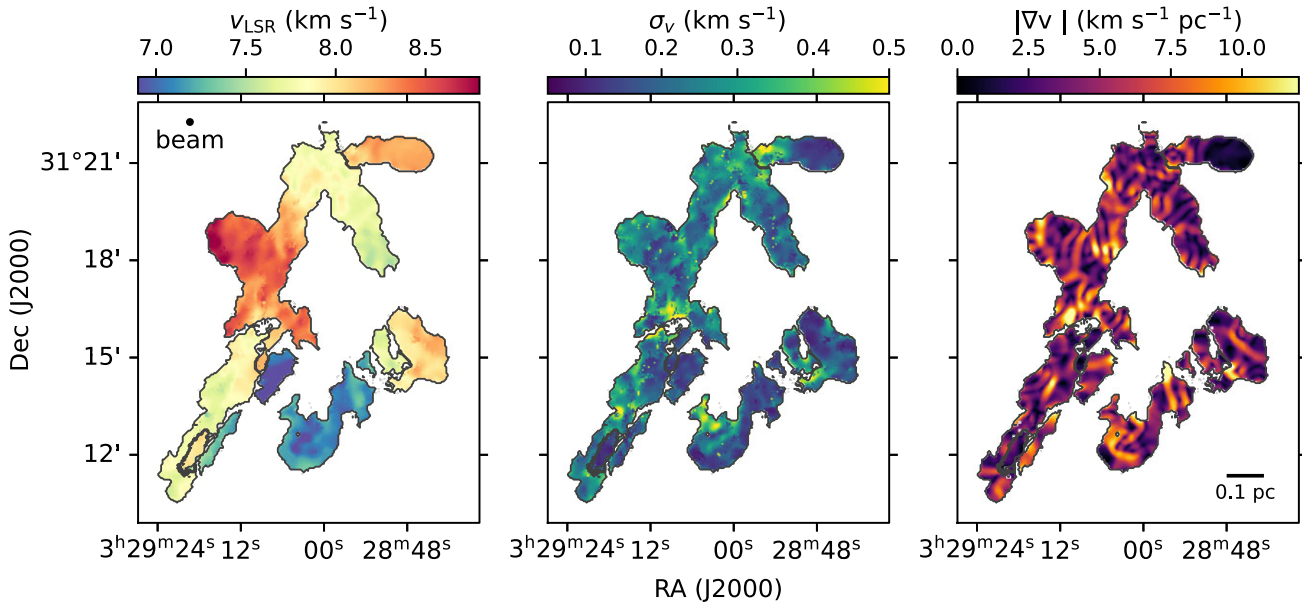 v_LSR (km s⁻¹)
7.0 7.5 8.0 8.5
σ_v (km s⁻¹)
0.1 0.2 0.3 0.4 0.5
|∇v | (km s⁻¹ pc⁻¹)
0.0 2.5 5.0 7.5 10.0
beam
Dec (J2000)
31°21'
18'
15'
12'
0.1 pc
3ʰ29ᵐ24ˢ 12ˢ 00ˢ 28ᵐ48ˢ
3ʰ29ᵐ24ˢ 12ˢ 00ˢ 28ᵐ48ˢ
3ʰ29ᵐ24ˢ 12ˢ 00ˢ 28ᵐ48ˢ
RA (J2000)